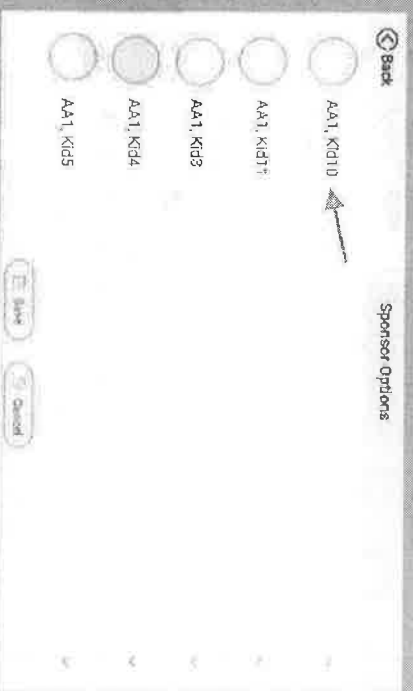 Back
Sponsor Options
AA1, Kid10
AA1, Kid11
AA1, Kid3
AA1, Kid4
AA1, Kid5
Save
Cancel